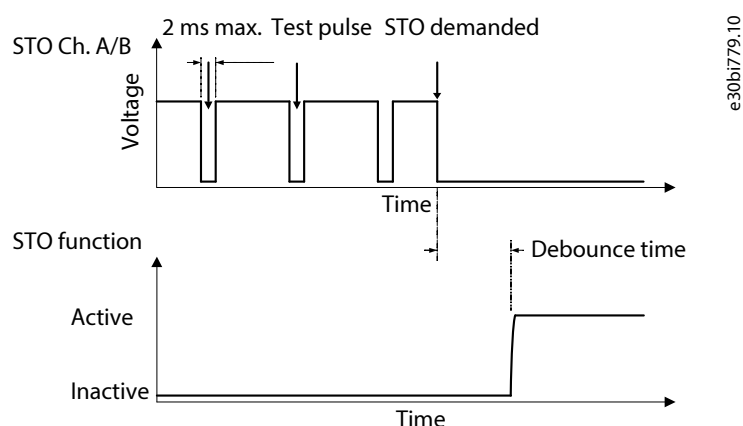 2 ms max. Test pulse STO demanded
STO Ch. A/B
Voltage
Time
STO function
Debounce time
Active
Inactive
Time
e30bi779.10